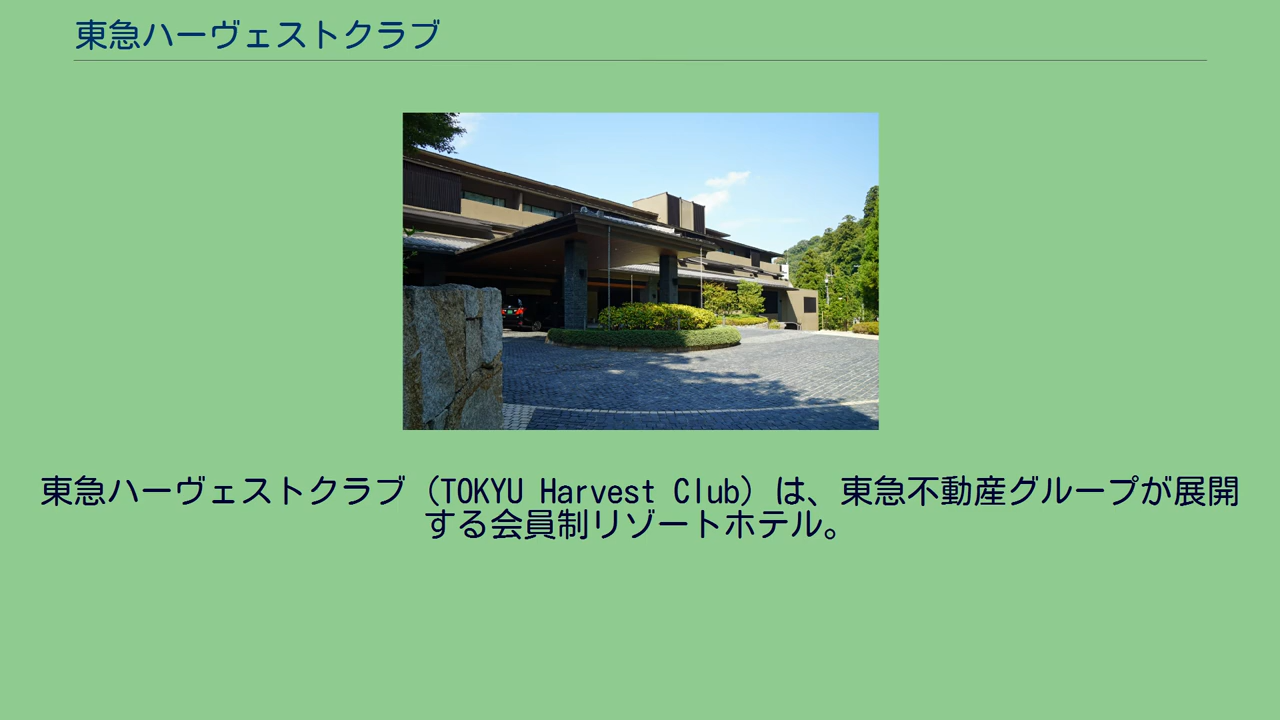 東急ハーヴェストクラブ
東急ハーヴェストクラブ（TOKYU Harvest Club）は、東急不動産グループが展開
する会員制リゾートホテル。